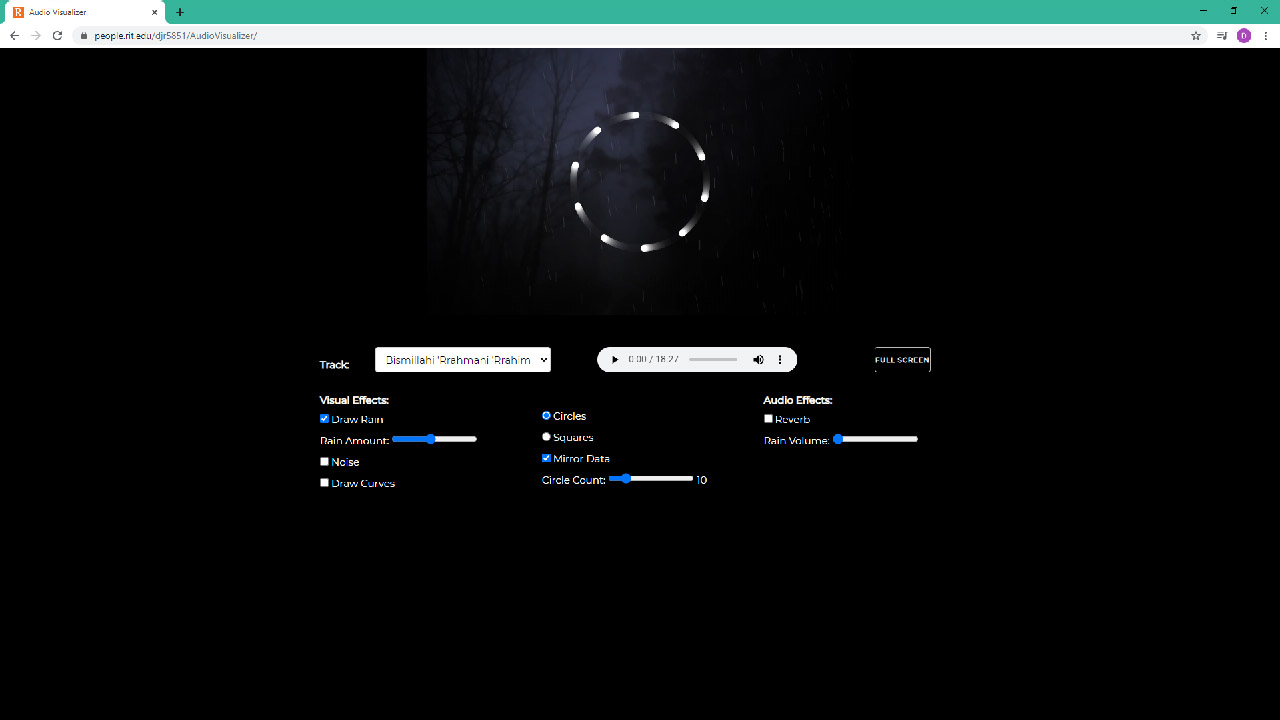 R Audio Visualizer
people.rit.edu/djr5851/AudioVisualizer/
D
Track: Bismillahi 'Rrahmani 'Rrahim 0:00 / 18:27 FULL SCREEN
Visual Effects:
Draw Rain
Rain Amount:
Noise
Draw Curves
Circles
Squares
Mirror Data
Circle Count: 10
Audio Effects:
Reverb
Rain Volume: